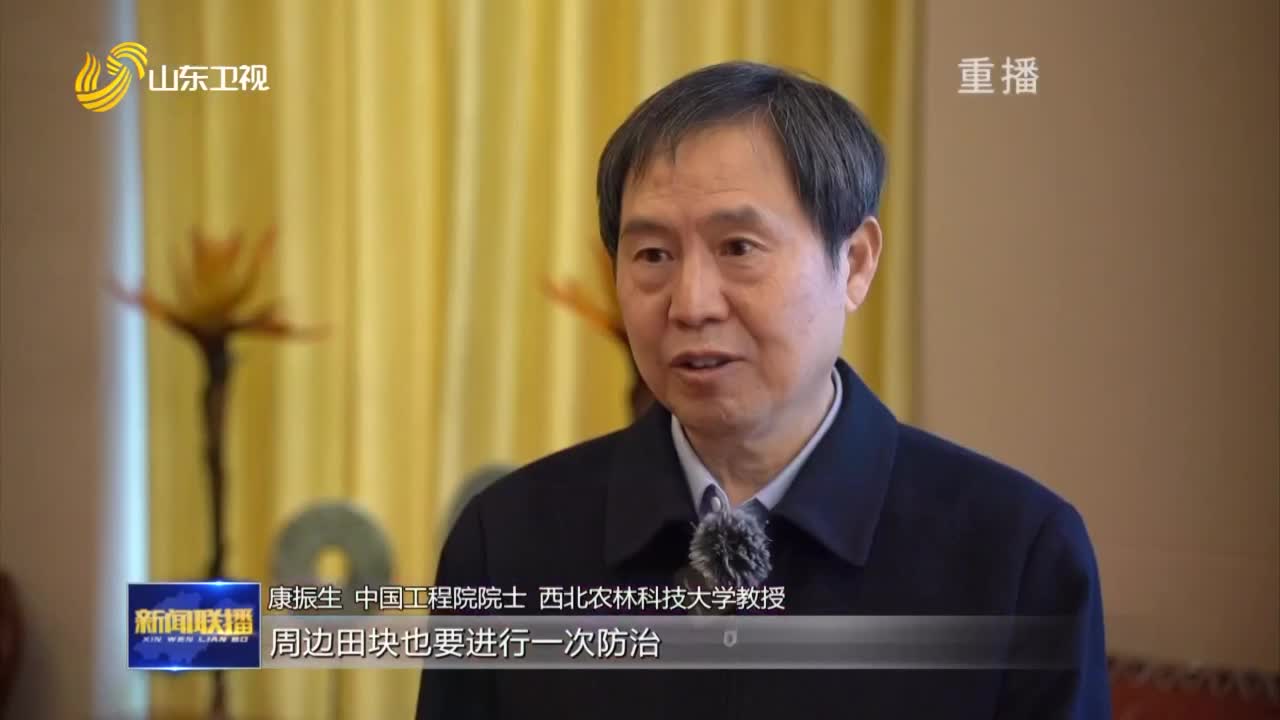 山东卫视
重播
康振生 中国工程院院士 西北农林科技大学教授
新闻联播
XIN WEN LIAN BO
周边田块也要进行一次防治